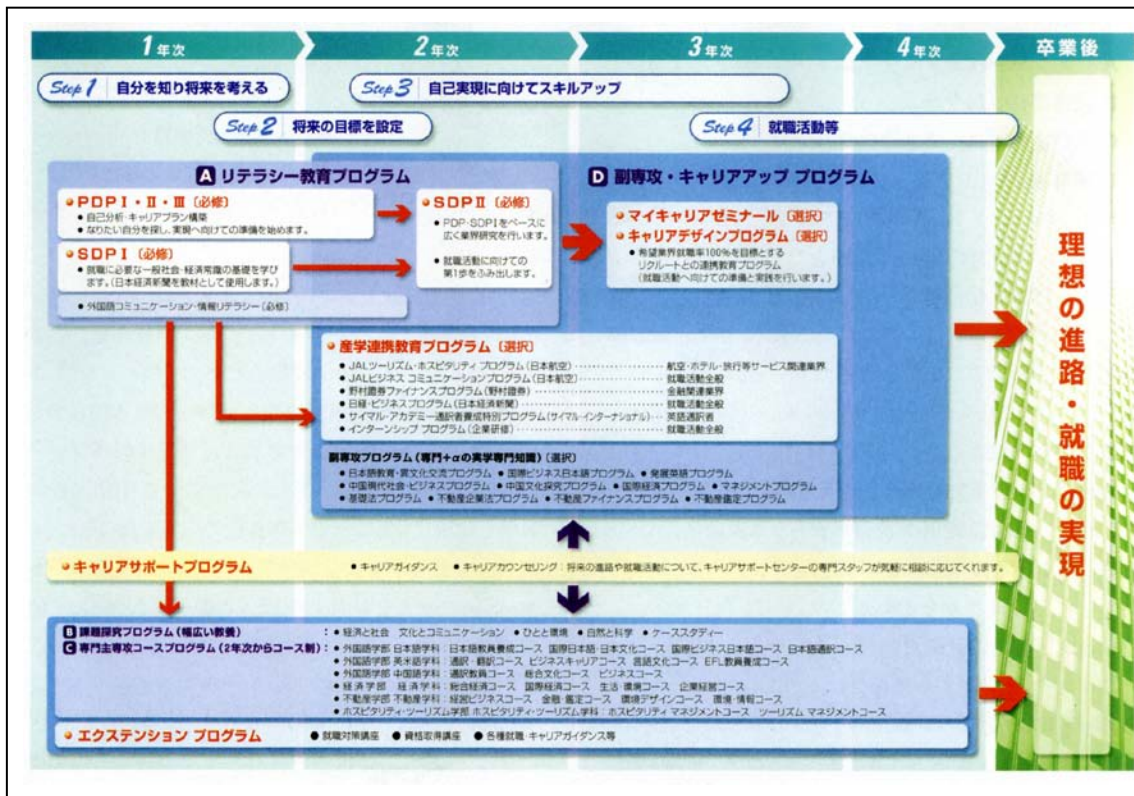 1年次
2年次
3年次
4年次
卒業後
Step 1 自分を知り将来を考える
Step 3 自己実現に向けてスキルアップ
Step 2 将来の目標を設定
Step 4 就職活動等
A リテラシー教育プログラム
PDPⅠ・Ⅱ・Ⅲ〔必修〕
● 自己分析・キャリアプラン構築
● なりたい自分を探し、実現へ向けての準備を始めます。
SDPⅠ〔必修〕
● 就職に必要な一般社会・経済常識の基礎を学び
ます。(日本経済新聞を教材として使用します。)
● 外国語コミュニケーション・情報リテラシー〔必修〕
SDPⅡ〔必修〕
● PDP・SDPⅠをベースに
広く業界研究を行います。
● 就職活動に向けての
第1歩をふみ出します。
D 副専攻・キャリアアップ プログラム
マイキャリアゼミナール〔選択〕
キャリアデザインプログラム〔選択〕
● 希望業界就職率100%を目標とする
リクルートとの連携教育プログラム
(就職活動へ向けての準備と実践を行います。)
産学連携教育プログラム〔選択〕
● JALツーリズム・ホスピタリティ プログラム(日本航空)…………………航空・ホテル・旅行等サービス関連業界
● JALビジネス コミュニケーションプログラム(日本航空)…………………就職活動全般
● 野村證券ファイナンスプログラム(野村證券)…………………金融関連業界
● 日経・ビジネスプログラム(日本経済新聞)…………………就職活動全般
● サイマル・アカデミー通訳者養成特別プログラム(サイマル・インターナショナル)…英語通訳者
● インターンシップ プログラム(企業研修)…………………就職活動全般
副専攻プログラム(専門+αの実学専門知識)〔選択〕
● 日本語教育・異文化交流プログラム ● 国際ビジネス日本語プログラム ● 発展英語プログラム
● 中国現代社会・ビジネスプログラム ● 中国文化探究プログラム ● 国際経済プログラム ● マネジメントプログラム
● 基礎法プログラム ● 不動産企業法プログラム ● 不動産ファイナンスプログラム ● 不動産鑑定プログラム
キャリアサポートプログラム ● キャリアガイダンス ● キャリアカウンセリング:将来の進路や就職活動について、キャリアサポートセンターの専門スタッフが気軽に相談に応じてくれます。
B 課題探究プログラム(幅広い教養) : ● 経済と社会 文化とコミュニケーション ● ひとと環境 ● 自然と科学 ● ケーススタディー
C 専門主専攻コースプログラム(2年次からコース制) : ● 外国語学部 日本語学科:日本語教員養成コース 国際日本語・日本文化コース 国際ビジネス日本語コース 日本語通訳コース
● 外国語学部 英米語学科:通訳・翻訳コース ビジネスキャリアコース 言語文化コース EFL教員養成コース
● 外国語学部 中国語学科:通訳教員コース 総合文化コース ビジネスコース
● 経済学部 経済学科:総合経済コース 国際経済コース 生活・環境コース 企業経営コース
● 不動産学部 不動産学科:経営ビジネスコース 金融・鑑定コース 環境デザインコース 環境・情報コース
● ホスピタリティ・ツーリズム学部 ホスピタリティ・ツーリズム学科:ホスピタリティ マネジメントコース ツーリズム マネジメントコース
エクステンション プログラム ● 就職対策講座 ● 資格取得講座 ● 各種就職・キャリアガイダンス等
理想の進路・就職の実現